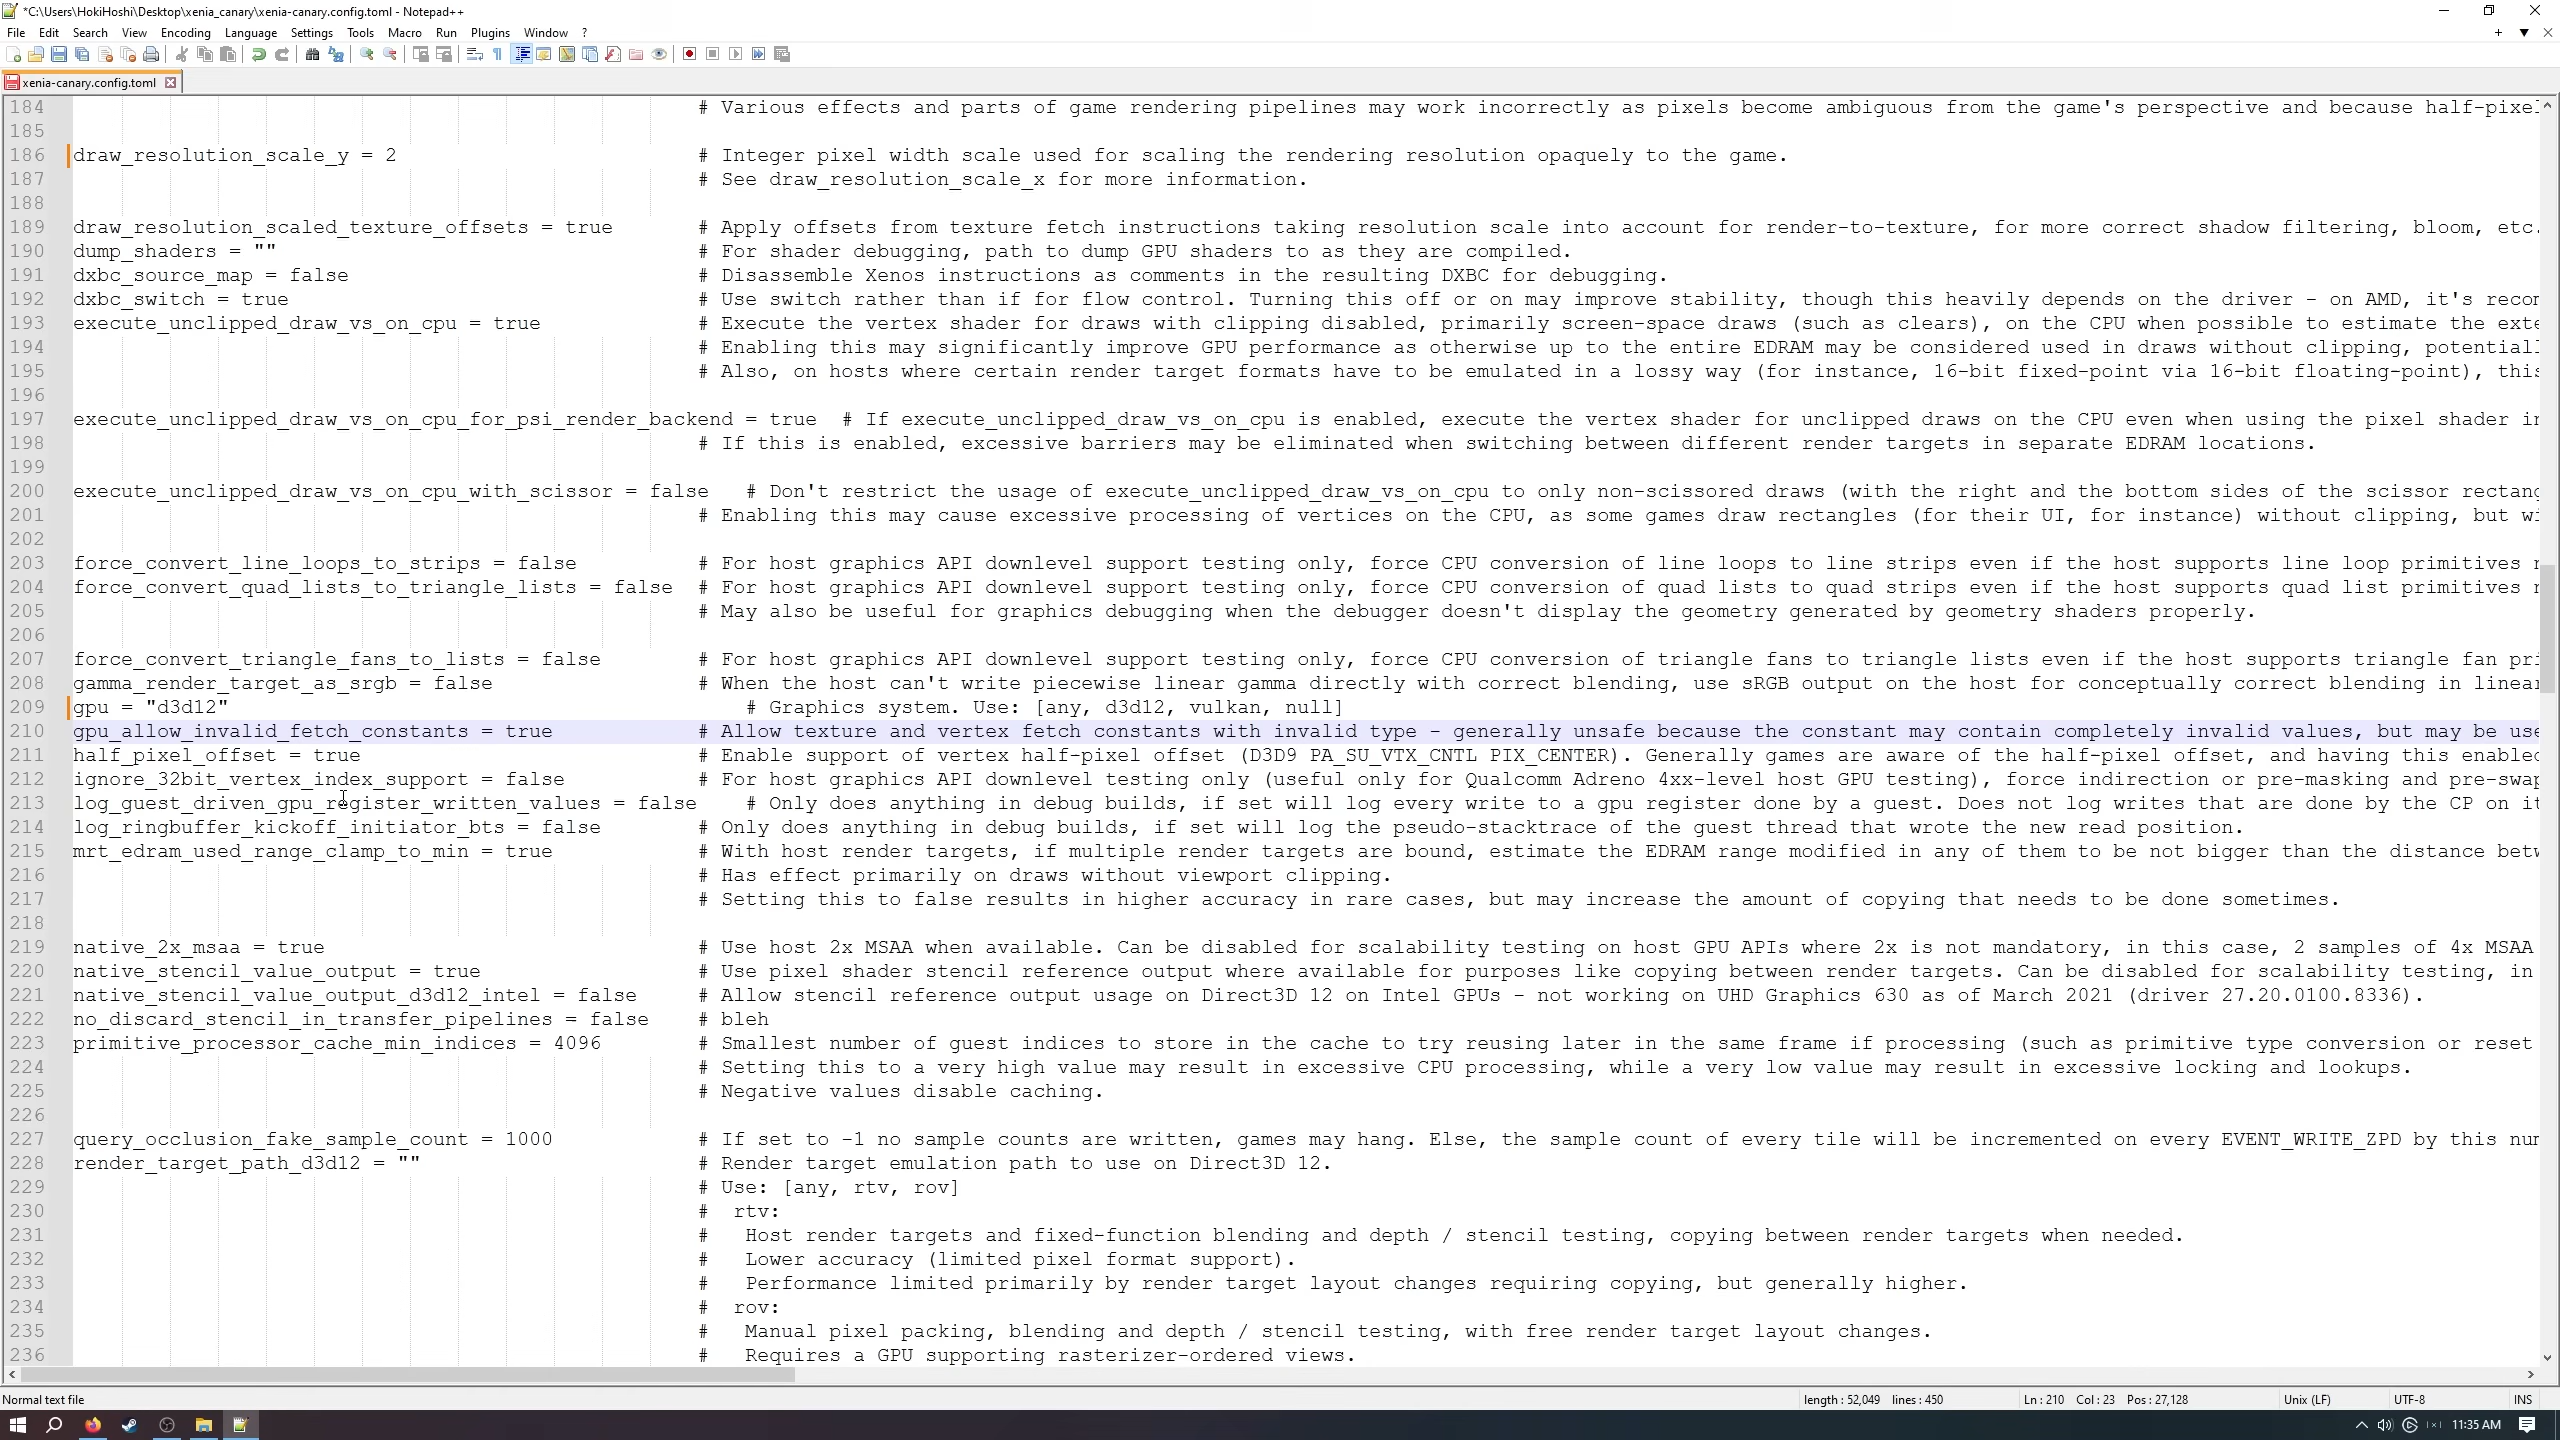 *C:\Users\HokiHoshi\Desktop\xenia_canary\xenia-canary.config.toml - Notepad++
File Edit Search View Encoding Language Settings Tools Macro Run Plugins Window ?
xenia-canary.config.toml
184 # Various effects and parts of game rendering pipelines may work incorrectly as pixels become ambiguous from the game's perspective and because half-pixel
185
186 draw_resolution_scale_y = 2 # Integer pixel width scale used for scaling the rendering resolution opaquely to the game.
187 # See draw_resolution_scale_x for more information.
188
189 draw_resolution_scaled_texture_offsets = true # Apply offsets from texture fetch instructions taking resolution scale into account for render-to-texture, for more correct shadow filtering, bloom, etc.
190 dump_shaders = "" # For shader debugging, path to dump GPU shaders to as they are compiled.
191 dxbc_source_map = false # Disassemble Xenos instructions as comments in the resulting DXBC for debugging.
192 dxbc_switch = true # Use switch rather than if for flow control. Turning this off or on may improve stability, though this heavily depends on the driver - on AMD, it's recom
193 execute_unclipped_draw_vs_on_cpu = true # Execute the vertex shader for draws with clipping disabled, primarily screen-space draws (such as clears), on the CPU when possible to estimate the exte
194 # Enabling this may significantly improve GPU performance as otherwise up to the entire EDRAM may be considered used in draws without clipping, potentiall
195 # Also, on hosts where certain render target formats have to be emulated in a lossy way (for instance, 16-bit fixed-point via 16-bit floating-point), this
196
197 execute_unclipped_draw_vs_on_cpu_for_psi_render_backend = true # If execute_unclipped_draw_vs_on_cpu is enabled, execute the vertex shader for unclipped draws on the CPU even when using the pixel shader in
198 # If this is enabled, excessive barriers may be eliminated when switching between different render targets in separate EDRAM locations.
199
200 execute_unclipped_draw_vs_on_cpu_with_scissor = false # Don't restrict the usage of execute_unclipped_draw_vs_on_cpu to only non-scissored draws (with the right and the bottom sides of the scissor rectang
201 # Enabling this may cause excessive processing of vertices on the CPU, as some games draw rectangles (for their UI, for instance) without clipping, but wi
202
203 force_convert_line_loops_to_strips = false # For host graphics API downlevel support testing only, force CPU conversion of line loops to line strips even if the host supports line loop primitives
204 force_convert_quad_lists_to_triangle_lists = false # For host graphics API downlevel support testing only, force CPU conversion of quad lists to quad strips even if the host supports quad list primitives
205 # May also be useful for graphics debugging when the debugger doesn't display the geometry generated by geometry shaders properly.
206
207 force_convert_triangle_fans_to_lists = false # For host graphics API downlevel support testing only, force CPU conversion of triangle fans to triangle lists even if the host supports triangle fan pri
208 gamma_render_target_as_srgb = false # When the host can't write piecewise linear gamma directly with correct blending, use sRGB output on the host for conceptually correct blending in linear
209 gpu = "d3d12" # Graphics system. Use: [any, d3d12, vulkan, null]
210 gpu_allow_invalid_fetch_constants = true # Allow texture and vertex fetch constants with invalid type - generally unsafe because the constant may contain completely invalid values, but may be use
211 half_pixel_offset = true # Enable support of vertex half-pixel offset (D3D9 PA_SU_VTX_CNTL PIX_CENTER). Generally games are aware of the half-pixel offset, and having this enabled
212 ignore_32bit_vertex_index_support = false # For host graphics API downlevel testing only (useful only for Qualcomm Adreno 4xx-level host GPU testing), force indirection or pre-masking and pre-swap
213 log_guest_driven_gpu_register_written_values = false # Only does anything in debug builds, if set will log every write to a gpu register done by a guest. Does not log writes that are done by the CP on it
214 log_ringbuffer_kickoff_initiator_bts = false # Only does anything in debug builds, if set will log the pseudo-stacktrace of the guest thread that wrote the new read position.
215 mrt_edram_used_range_clamp_to_min = true # With host render targets, if multiple render targets are bound, estimate the EDRAM range modified in any of them to be not bigger than the distance betw
216 # Has effect primarily on draws without viewport clipping.
217 # Setting this to false results in higher accuracy in rare cases, but may increase the amount of copying that needs to be done sometimes.
218
219 native_2x_msaa = true # Use host 2x MSAA when available. Can be disabled for scalability testing on host GPU APIs where 2x is not mandatory, in this case, 2 samples of 4x MSAA
220 native_stencil_value_output = true # Use pixel shader stencil reference output where available for purposes like copying between render targets. Can be disabled for scalability testing, in
221 native_stencil_value_output_d3d12_intel = false # Allow stencil reference output usage on Direct3D 12 on Intel GPUs - not working on UHD Graphics 630 as of March 2021 (driver 27.20.0100.8336).
222 no_discard_stencil_in_transfer_pipelines = false # bleh
223 primitive_processor_cache_min_indices = 4096 # Smallest number of guest indices to store in the cache to try reusing later in the same frame if processing (such as primitive type conversion or reset
224 # Setting this to a very high value may result in excessive CPU processing, while a very low value may result in excessive locking and lookups.
225 # Negative values disable caching.
226
227 query_occlusion_fake_sample_count = 1000 # If set to -1 no sample counts are written, games may hang. Else, the sample count of every tile will be incremented on every EVENT_WRITE_ZPD by this num
228 render_target_path_d3d12 = "" # Render target emulation path to use on Direct3D 12.
229 # Use: [any, rtv, rov]
230 # rtv:
231 # Host render targets and fixed-function blending and depth / stencil testing, copying between render targets when needed.
232 # Lower accuracy (limited pixel format support).
233 # Performance limited primarily by render target layout changes requiring copying, but generally higher.
234 # rov:
235 # Manual pixel packing, blending and depth / stencil testing, with free render target layout changes.
236 # Requires a GPU supporting rasterizer-ordered views.
Normal text file length : 52,049 lines : 450 Ln : 210 Col : 23 Pos : 27,128 Unix (LF) UTF-8 INS
11:35 AM